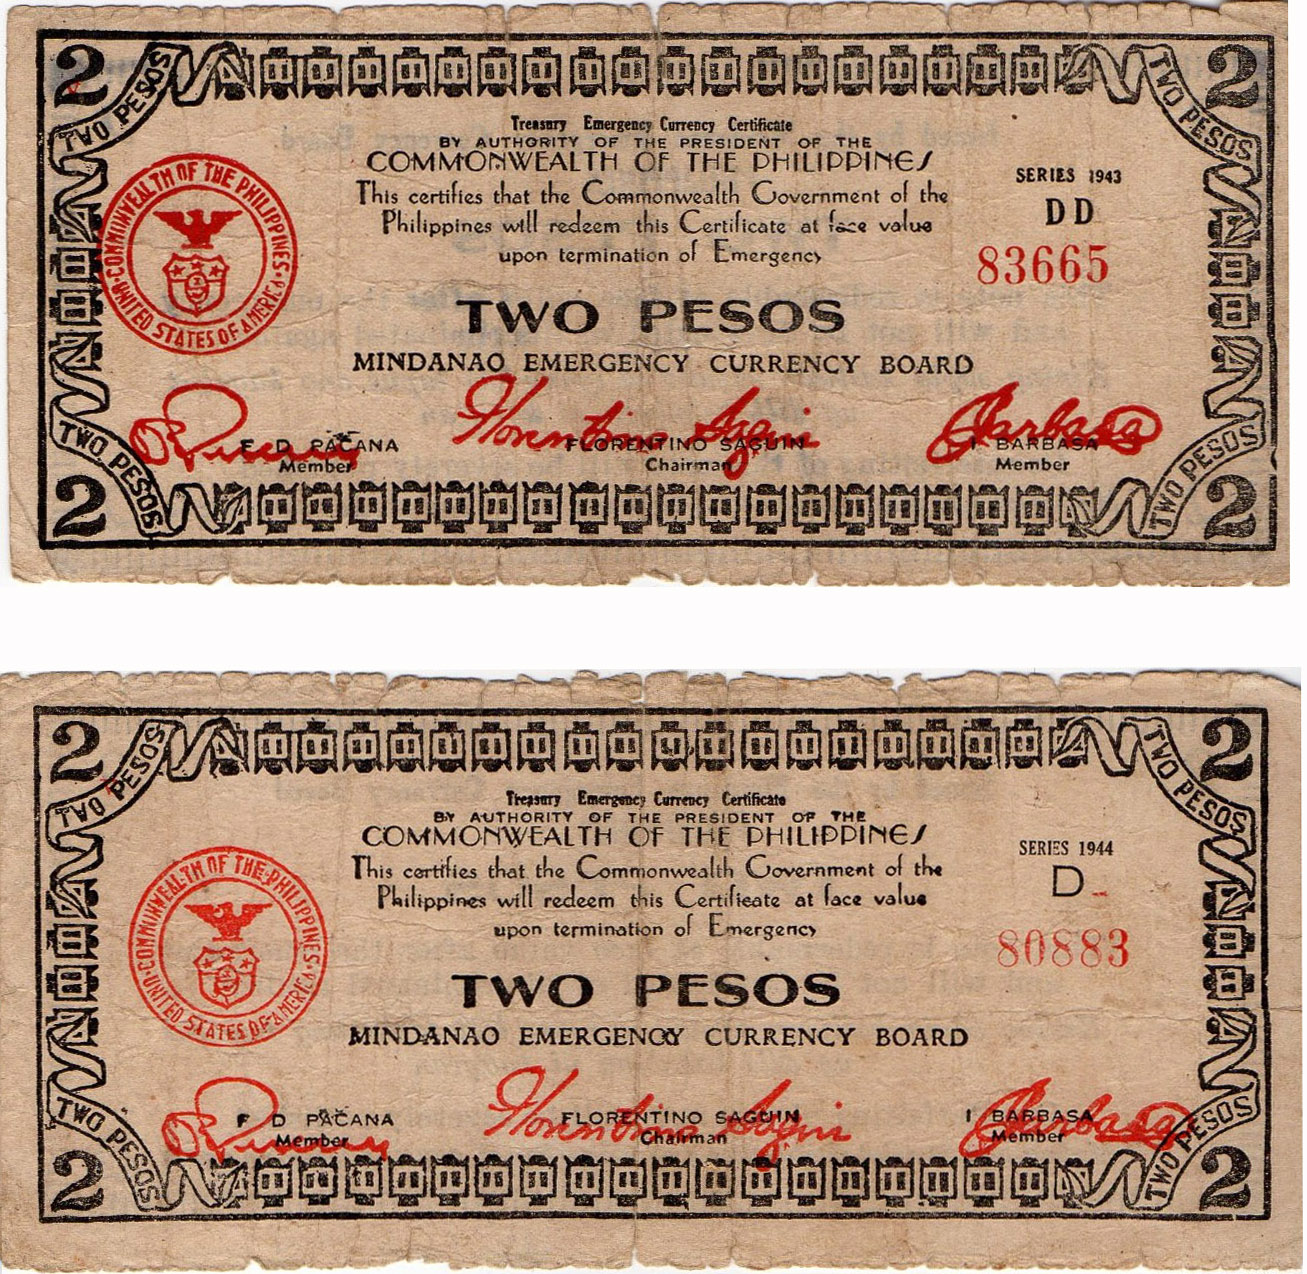 2 2
TWO PESOS TWO PESOS
Treasury Emergency Currency Certificate
BY AUTHORITY OF THE PRESIDENT OF THE
COMMONWEALTH OF THE PHILIPPINES
This certifies that the Commonwealth Government of the
Philippines will redeem this Certificate at face value
upon termination of Emergency
SERIES 1943
DD
83665
COMMONWEALTH OF THE PHILIPPINES
UNITED STATES OF AMERICA
TWO PESOS
MINDANAO EMERGENCY CURRENCY BOARD
Florentino Saguin
Barbasa
F D PACANA FLORENTINO SAGUIN I BARBASA
Member Chairman Member
TWO PESOS TWO PESOS
2 2
2 2
TWO PESOS TWO PESOS
Treasury Emergency Currency Certificate
BY AUTHORITY OF THE PRESIDENT OF THE
COMMONWEALTH OF THE PHILIPPINES
This certifies that the Commonwealth Government of the
Philippines will redeem this Certificate at face value
upon termination of Emergency
SERIES 1944
D
80883
COMMONWEALTH OF THE PHILIPPINES
UNITED STATES OF AMERICA
TWO PESOS
MINDANAO EMERGENCY CURRENCY BOARD
Florentino Saguin
Barbasa
F D PACANA FLORENTINO SAGUIN I BARBASA
Member Chairman Member
TWO PESOS TWO PESOS
2 2